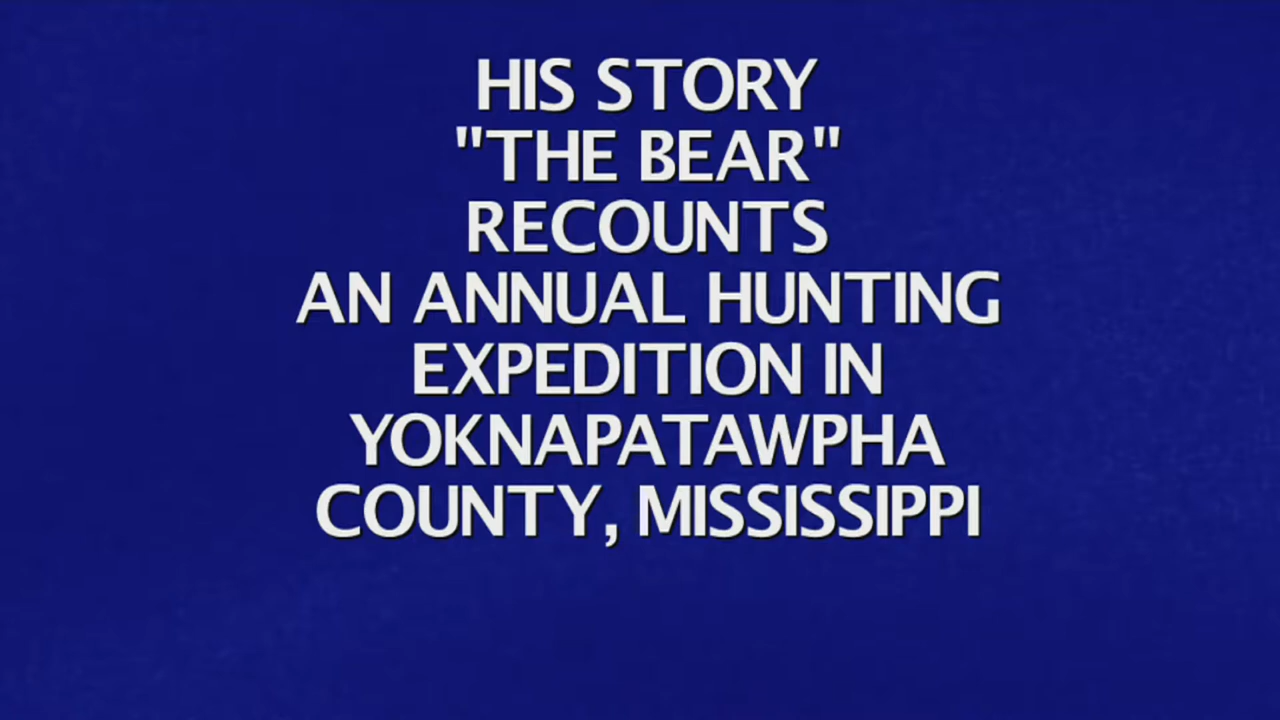 HIS STORY
"THE BEAR"
RECOUNTS
AN ANNUAL HUNTING
EXPEDITION IN
YOKNAPATAWPHA
COUNTY, MISSISSIPPI